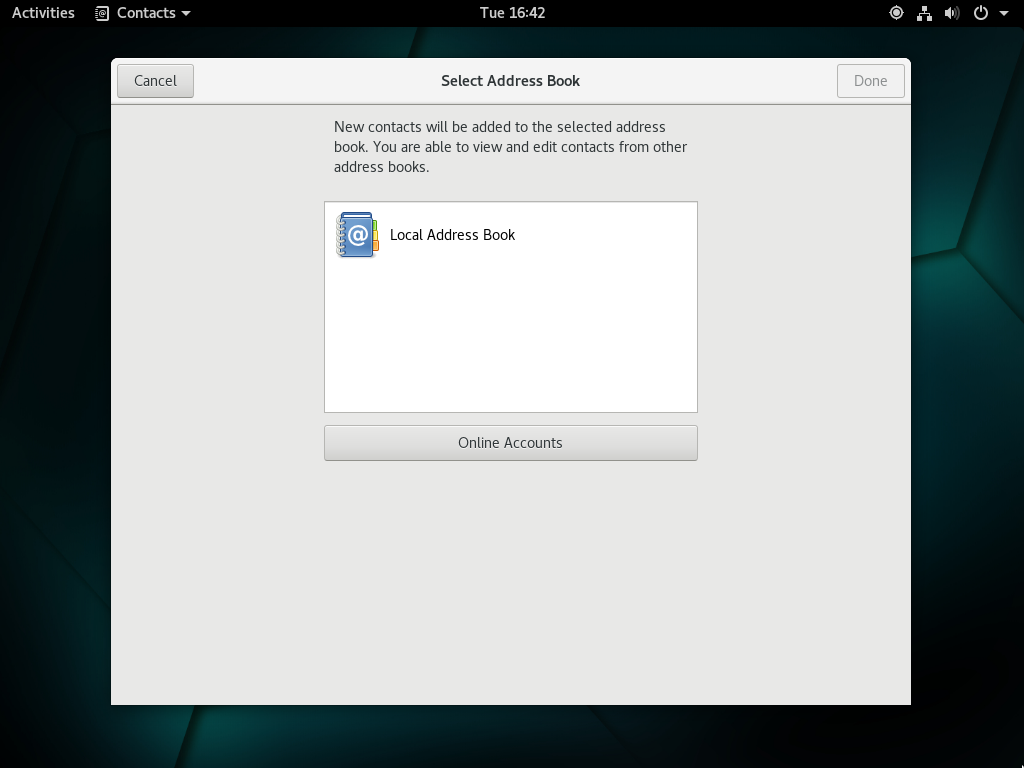 Activities Contacts Tue 16:42
Cancel Select Address Book Done
New contacts will be added to the selected address
book. You are able to view and edit contacts from other
address books.
@ Local Address Book
Online Accounts